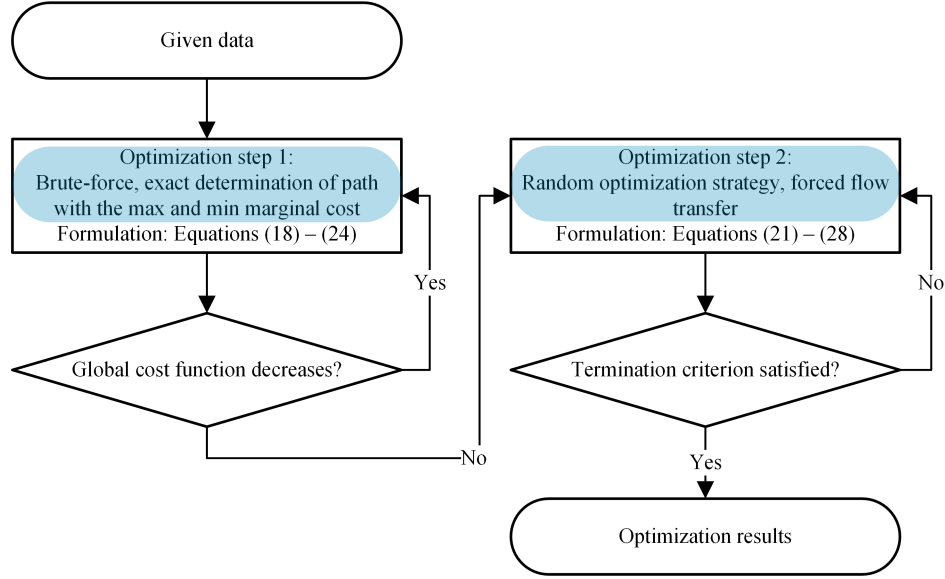 Given data
Optimization step 1:
Brute-force, exact determination of path
with the max and min marginal cost
Formulation: Equations (18) – (24)
Yes
Global cost function decreases?
No
Optimization step 2:
Random optimization strategy, forced flow
transfer
Formulation: Equations (21) – (28)
No
Termination criterion satisfied?
Yes
Optimization results